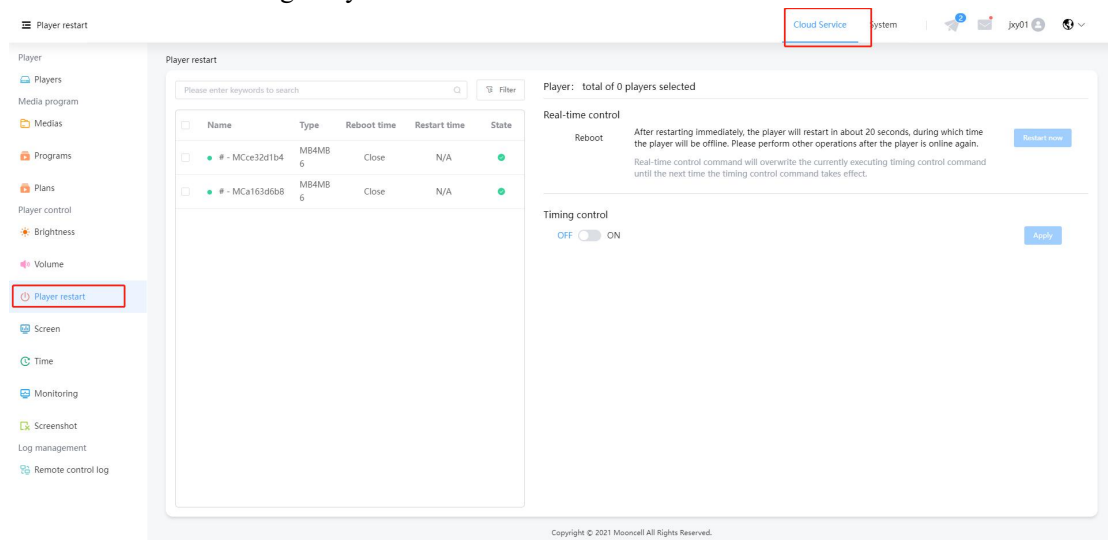 Player restart
Cloud Service
System
2
jxy01
Player
Players
Media program
Medias
Programs
Plans
Player control
Brightness
Volume
Player restart
Screen
Time
Monitoring
Screenshot
Log management
Remote control log
Player restart
Please enter keywords to search
Filter
Name Type Reboot time Restart time State
# - MCce32d1b4 MB4MB6 Close N/A
# - MCa163d6b8 MB4MB6 Close N/A
Player: total of 0 players selected
Real-time control
Reboot
After restarting immediately, the player will restart in about 20 seconds, during which time
the player will be offline. Please perform other operations after the player is online again.
Restart now
Real-time control command will overwrite the currently executing timing control command
until the next time the timing control command takes effect.
Timing control
OFF ON
Apply
Copyright © 2021 Mooncell All Rights Reserved.